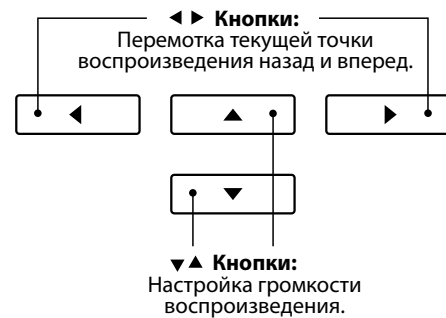 ◀ ▶ Кнопки:
Перемотка текущей точки
воспроизведения назад и вперед.
▼▲ Кнопки:
Настройка громкости
воспроизведения.